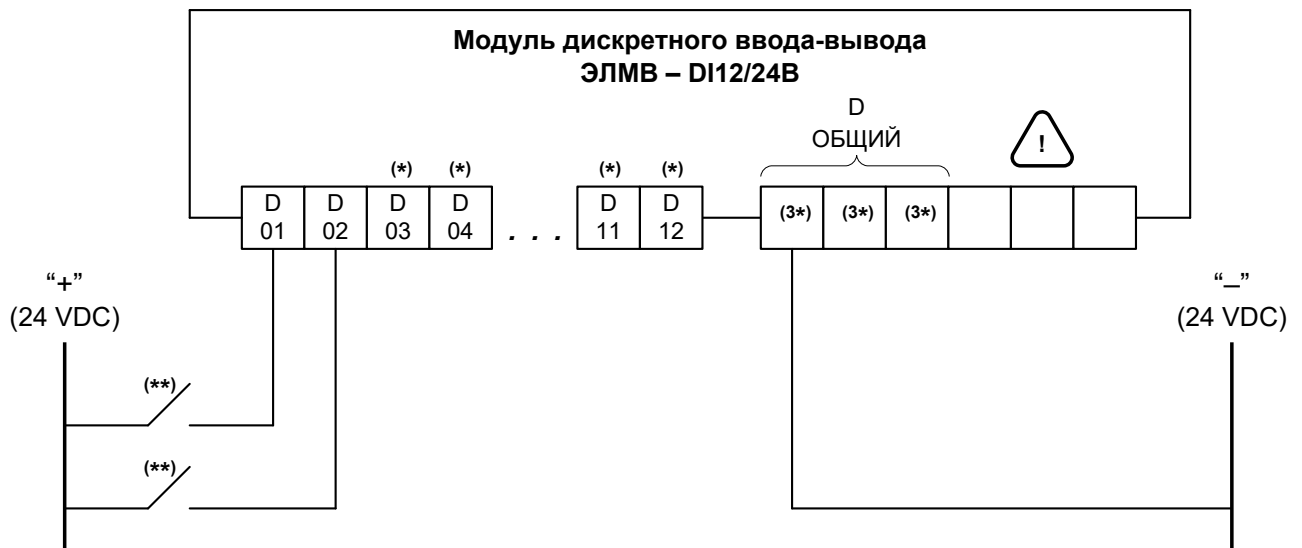 Модуль дискретного ввода-вывода
ЭЛМВ – DI12/24В
D
ОБЩИЙ
!
(*) (*) (*) (*)
D D D D D D
01 02 03 04 . . . 11 12
(3*) (3*) (3*)
“+”
(24 VDC)
“–”
(24 VDC)
(**)
(**)